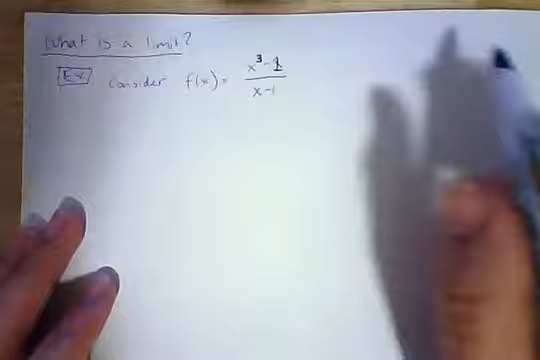 What is a limit?
Ex Consider f(x) = x³-1
x-1